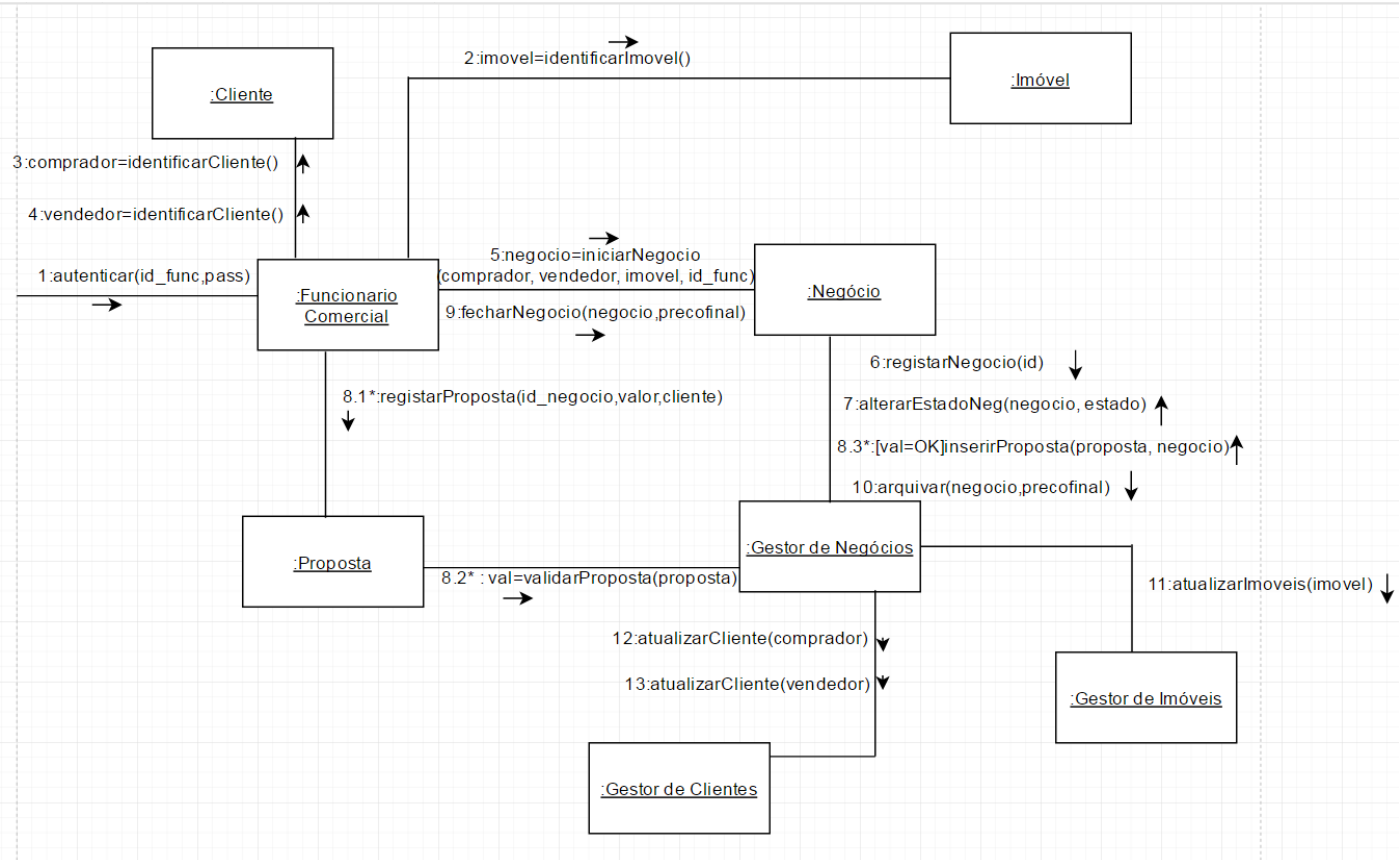 2:imovel=identificarImovel()
:Cliente
:Imóvel
3:comprador=identificarCliente()
4:vendedor=identificarCliente()
1:autenticar(id_func,pass)
5:negocio=iniciarNegocio
(comprador, vendedor, imovel, id_func)
:Funcionario
Comercial
:Negócio
9:fecharNegocio(negocio,precofinal)
6:registarNegocio(id)
8.1*:registarProposta(id_negocio,valor,cliente)
7:alterarEstadoNeg(negocio, estado)
8.3*:[val=OK]inserirProposta(proposta, negocio)
10:arquivar(negocio,precofinal)
:Proposta
:Gestor de Negócios
8.2* : val=validarProposta(proposta)
11:atualizarImoveis(imovel)
12:atualizarCliente(comprador)
13:atualizarCliente(vendedor)
:Gestor de Imóveis
:Gestor de Clientes